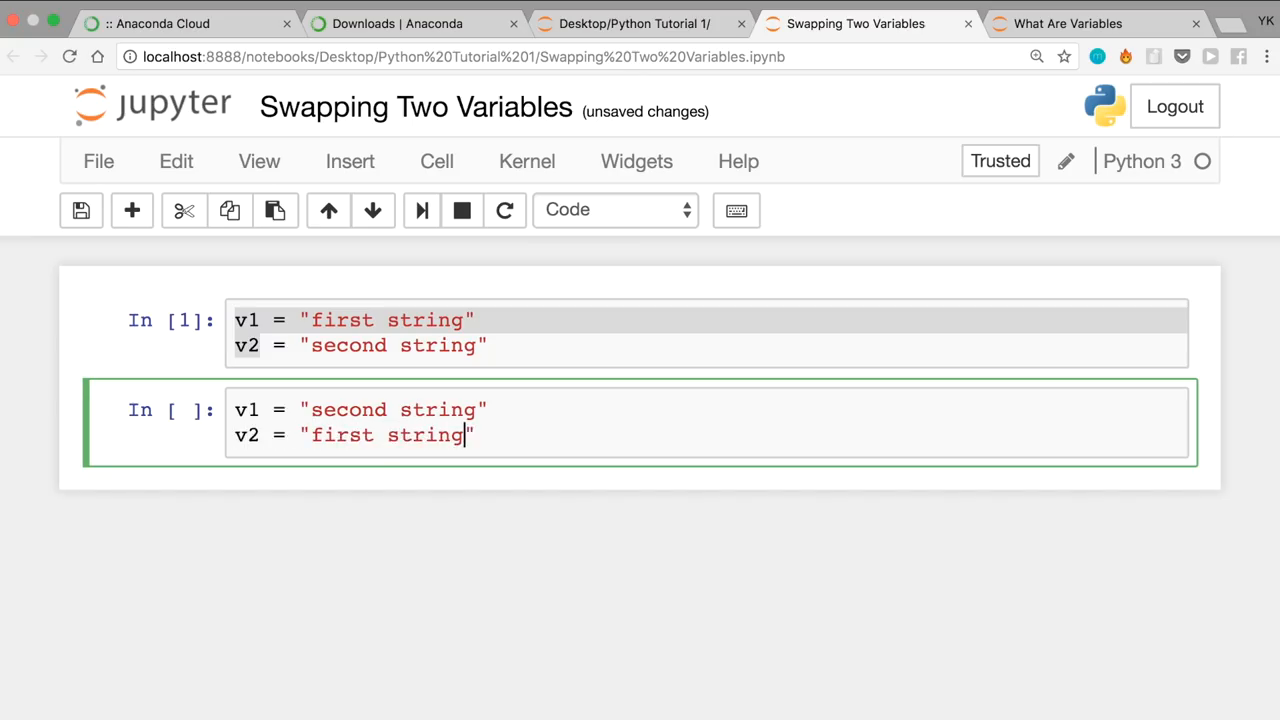 :: Anaconda Cloud
Downloads | Anaconda
Desktop/Python Tutorial 1/
Swapping Two Variables
What Are Variables
YK
localhost:8888/notebooks/Desktop/Python%20Tutorial%201/Swapping%20Two%20Variables.ipynb
jupyter Swapping Two Variables (unsaved changes)
Logout
File Edit View Insert Cell Kernel Widgets Help
Trusted
Python 3
Code
In [1]: v1 = "first string"
v2 = "second string"
In [ ]: v1 = "second string"
v2 = "first string"